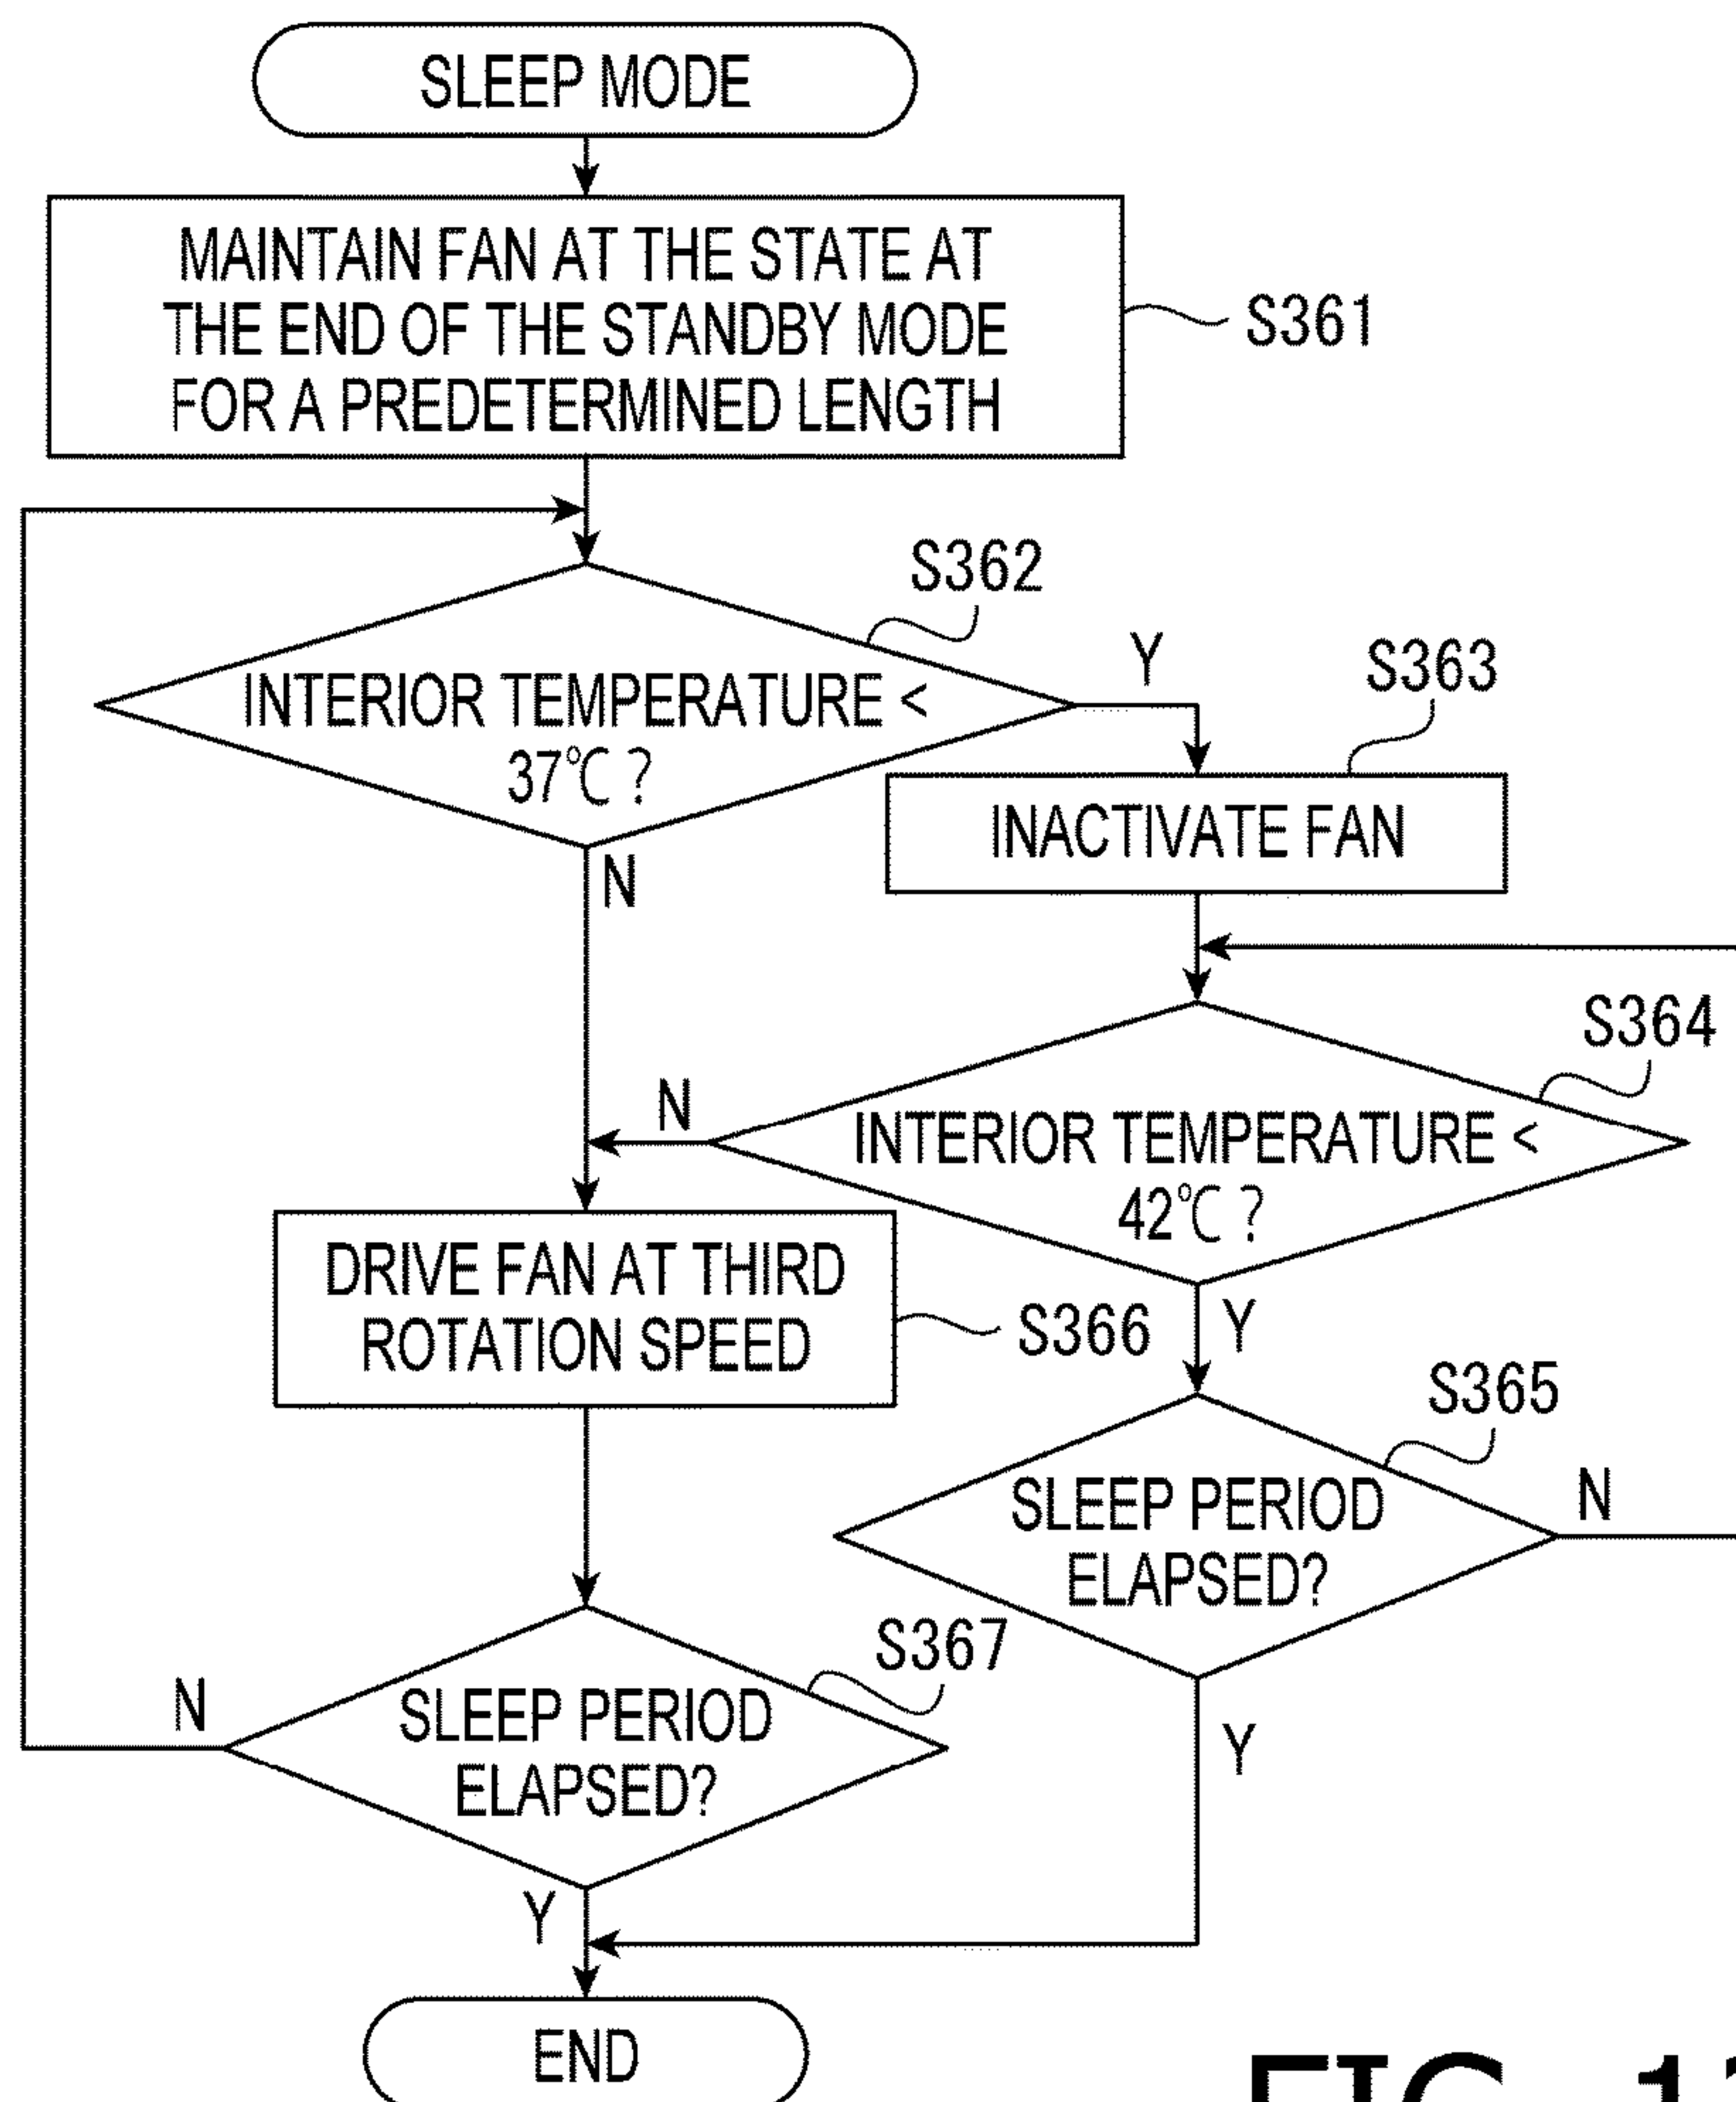 SLEEP MODE
MAINTAIN FAN AT THE STATE AT
THE END OF THE STANDBY MODE
FOR A PREDETERMINED LENGTH
S361
S362
INTERIOR TEMPERATURE <
37℃ ?
Y
N
S363
INACTIVATE FAN
S364
INTERIOR TEMPERATURE <
42℃ ?
N
Y
DRIVE FAN AT THIRD
ROTATION SPEED
S366
S365
SLEEP PERIOD
ELAPSED?
N
Y
S367
SLEEP PERIOD
ELAPSED?
N
Y
END